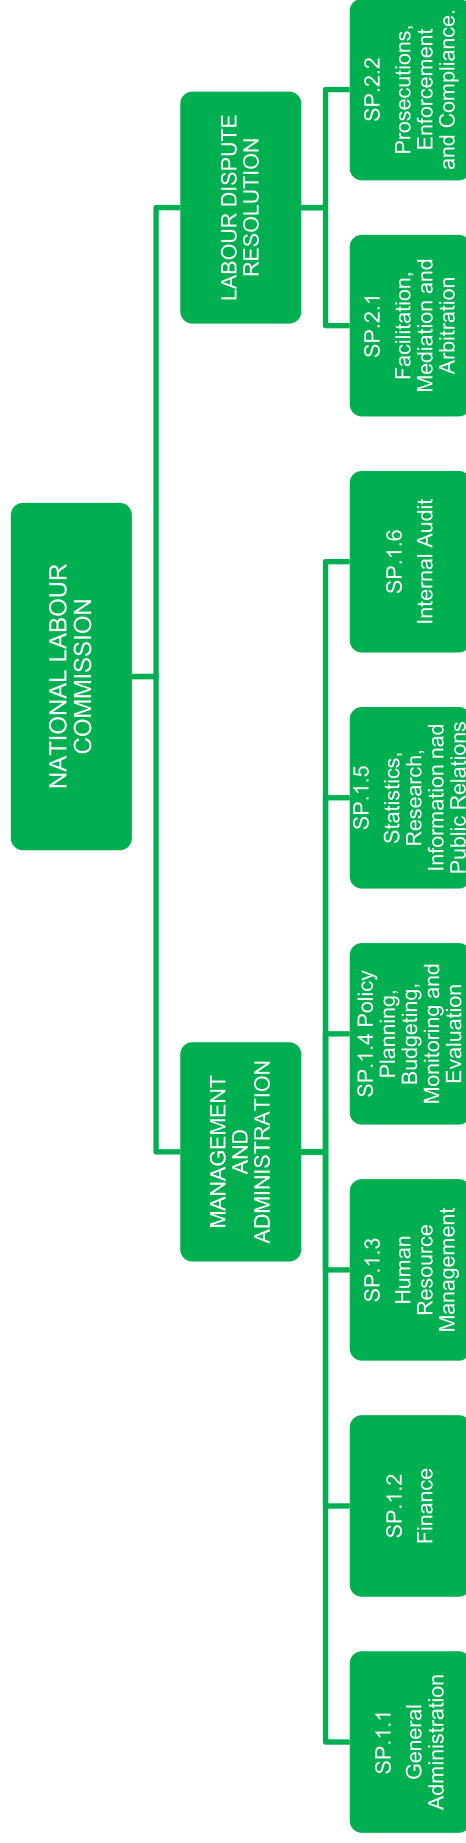 NATIONAL LABOUR
COMMISSION
MANAGEMENT
AND
ADMINISTRATION
LABOUR DISPUTE
RESOLUTION
SP.1.1
General
Administration
SP.1.2
Finance
SP.1.3
Human
Resource
Management
SP.1.4 Policy
Planning,
Budgeting,
Monitoring and
Evaluation
SP.1.5
Statistics,
Research,
Information nad
Public Relations
SP.1.6
Internal Audit
SP.2.1
Facilitation,
Mediation and
Arbitration
SP.2.2
Prosecutions,
Enforcement
and Compliance.